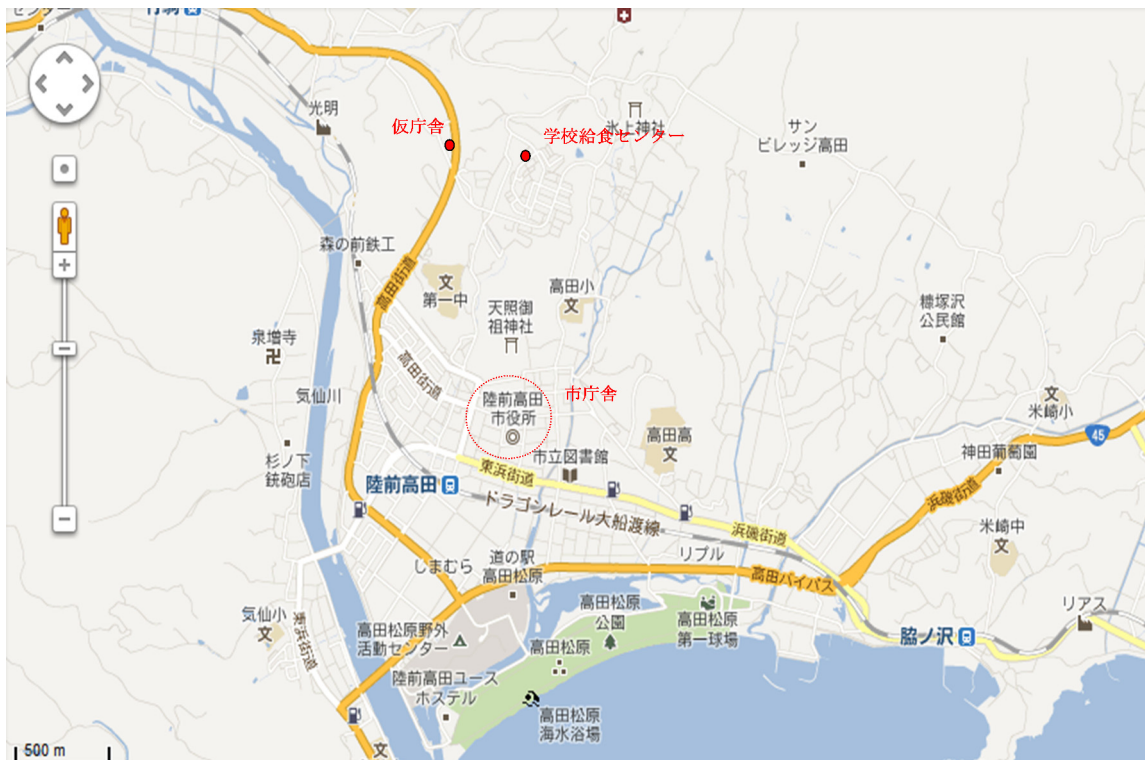 竹駒
光明
仮庁舎
学校給食センター
氷上神社
サン
ビレッジ高田
森の前鉄工
高田街道
文
第一中
高田小
文
天照御
祖神社
糠塚沢
公民館
泉増寺
卍
気仙川
高田街道
陸前高田
市役所
市庁舎
文
米崎小
高田高
文
45
神田葡萄園
市立図書館
東浜街道
杉ノ下
銃砲店
陸前高田
ドラゴンレール大船渡線
浜磯街道
浜磯街道
米崎中
文
リプル
しまむら
道の駅
高田松原
高田バイパス
気仙小
文
東浜街道
高田松原
公園
高田松原
第一球場
リアス
脇ノ沢
高田松原野外
活動センター
高田松原
陸前高田ユース
ホステル
高田松原
海水浴場
文
500 m